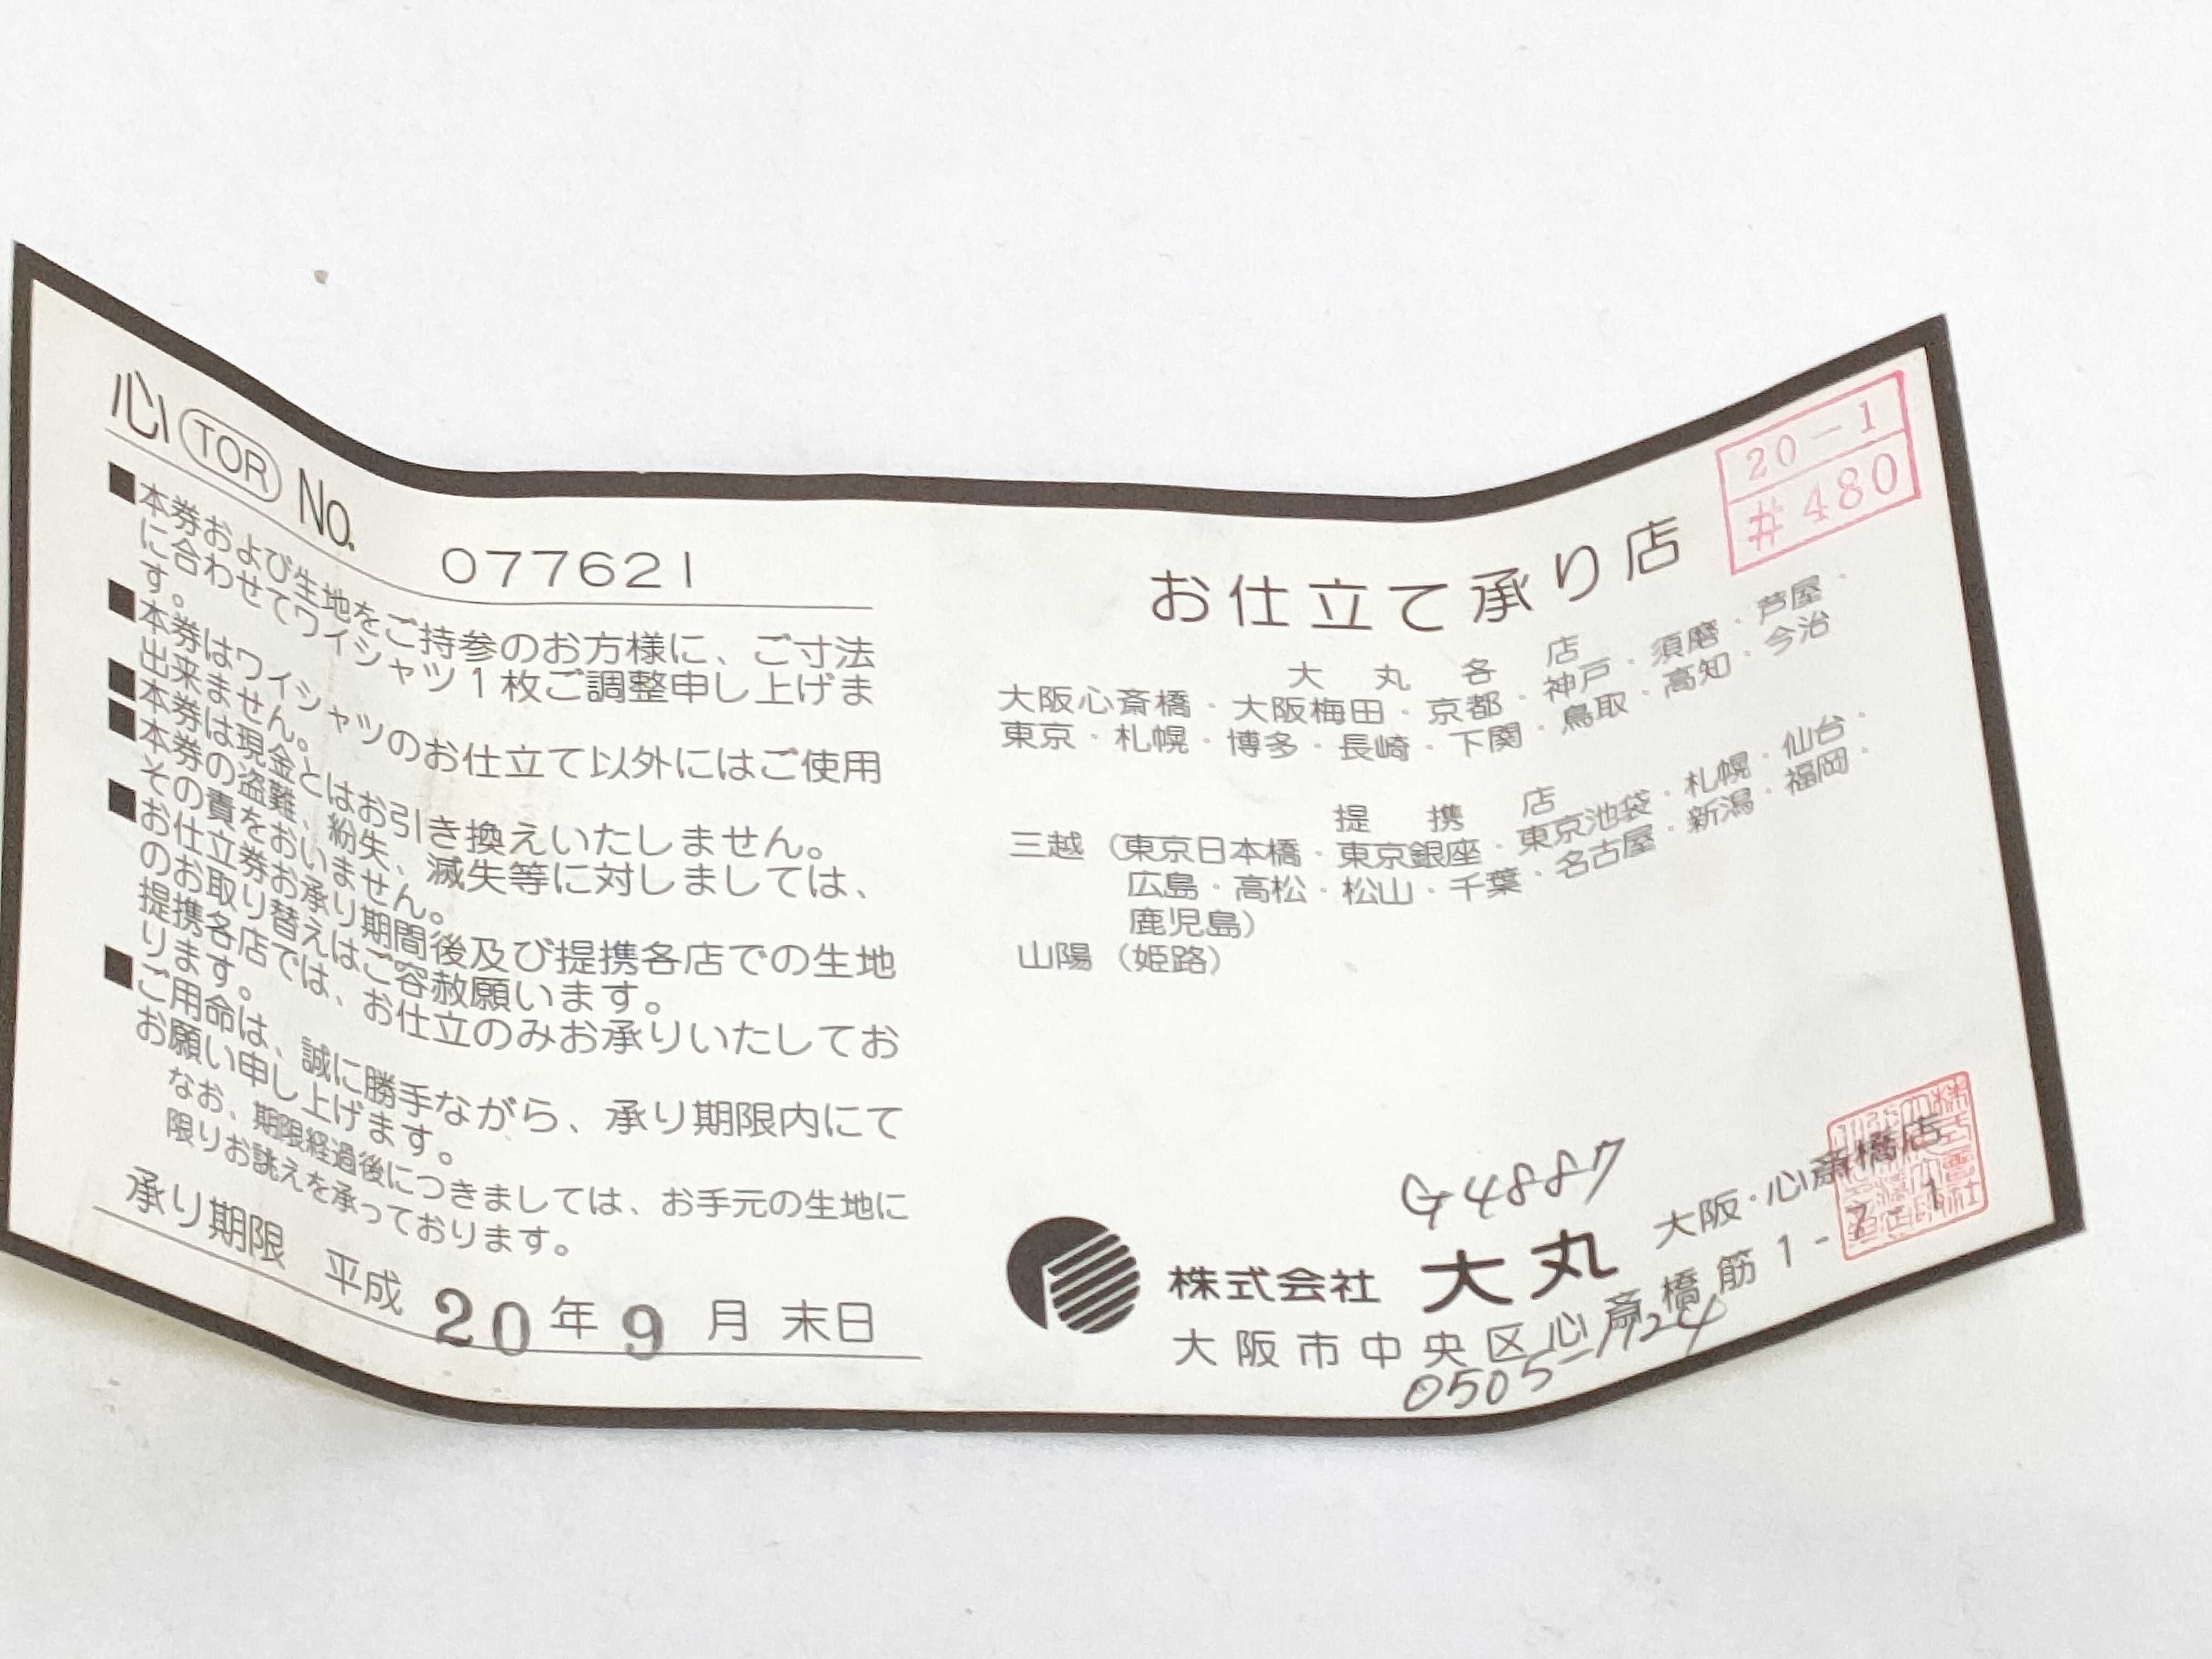 心 TOR No. 077621
■本券および生地をご持参のお方様に、ご寸法
に合わせてワイシャツ1枚ご調整申し上げま
す。
■本券はワイシャツのお仕立て以外にはご使用
出来ません。
■本券は現金とはお引き換えいたしません。
■本券の盗難、紛失、滅失等に対しましては、
その責をおいません。
■お仕立券お承り期間後及び提携各店での生地
のお取り替えはご容赦願います。
提携各店では、お仕立のみお承りいたしてお
ります。
■ご用命は、誠に勝手ながら、承り期限内にて
お願い申し上げます。
なお、期限経過後につきましては、お手元の生地に
限りお誂えを承っております。
承り期限 平成20年9月末日
20-1
#480
お仕立て承り店
大丸各店
大阪心斎橋・大阪梅田・京都・神戸・須磨・芦屋・
東京・札幌・博多・長崎・下関・鳥取・高知・今治
提携店
三越(東京日本橋・東京銀座・東京池袋・札幌・仙台・
広島・高松・松山・千葉・名古屋・新潟・福岡・
鹿児島)
山陽(姫路)
G4887
株式会社 大丸 大阪・心斎橋店
大阪市中央区心斎橋筋1-7-1
0505-1124